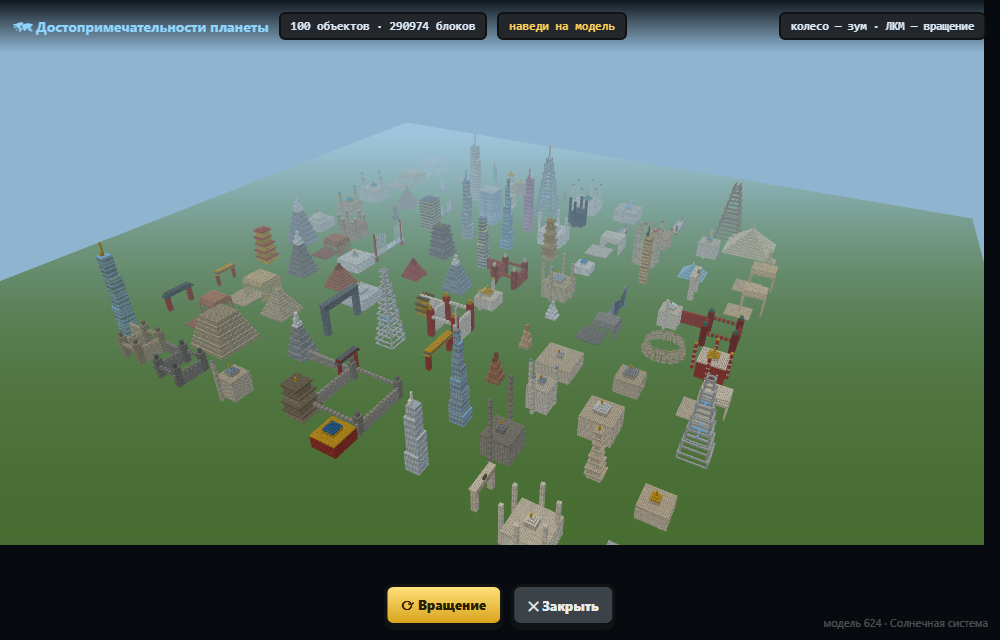 Достопримечательности планеты
100 объектов · 290974 блоков
наведи на модель
колесо — зум · ЛКМ — вращение
⟳ Вращение
✕ Закрыть
модель 624 · Солнечная система